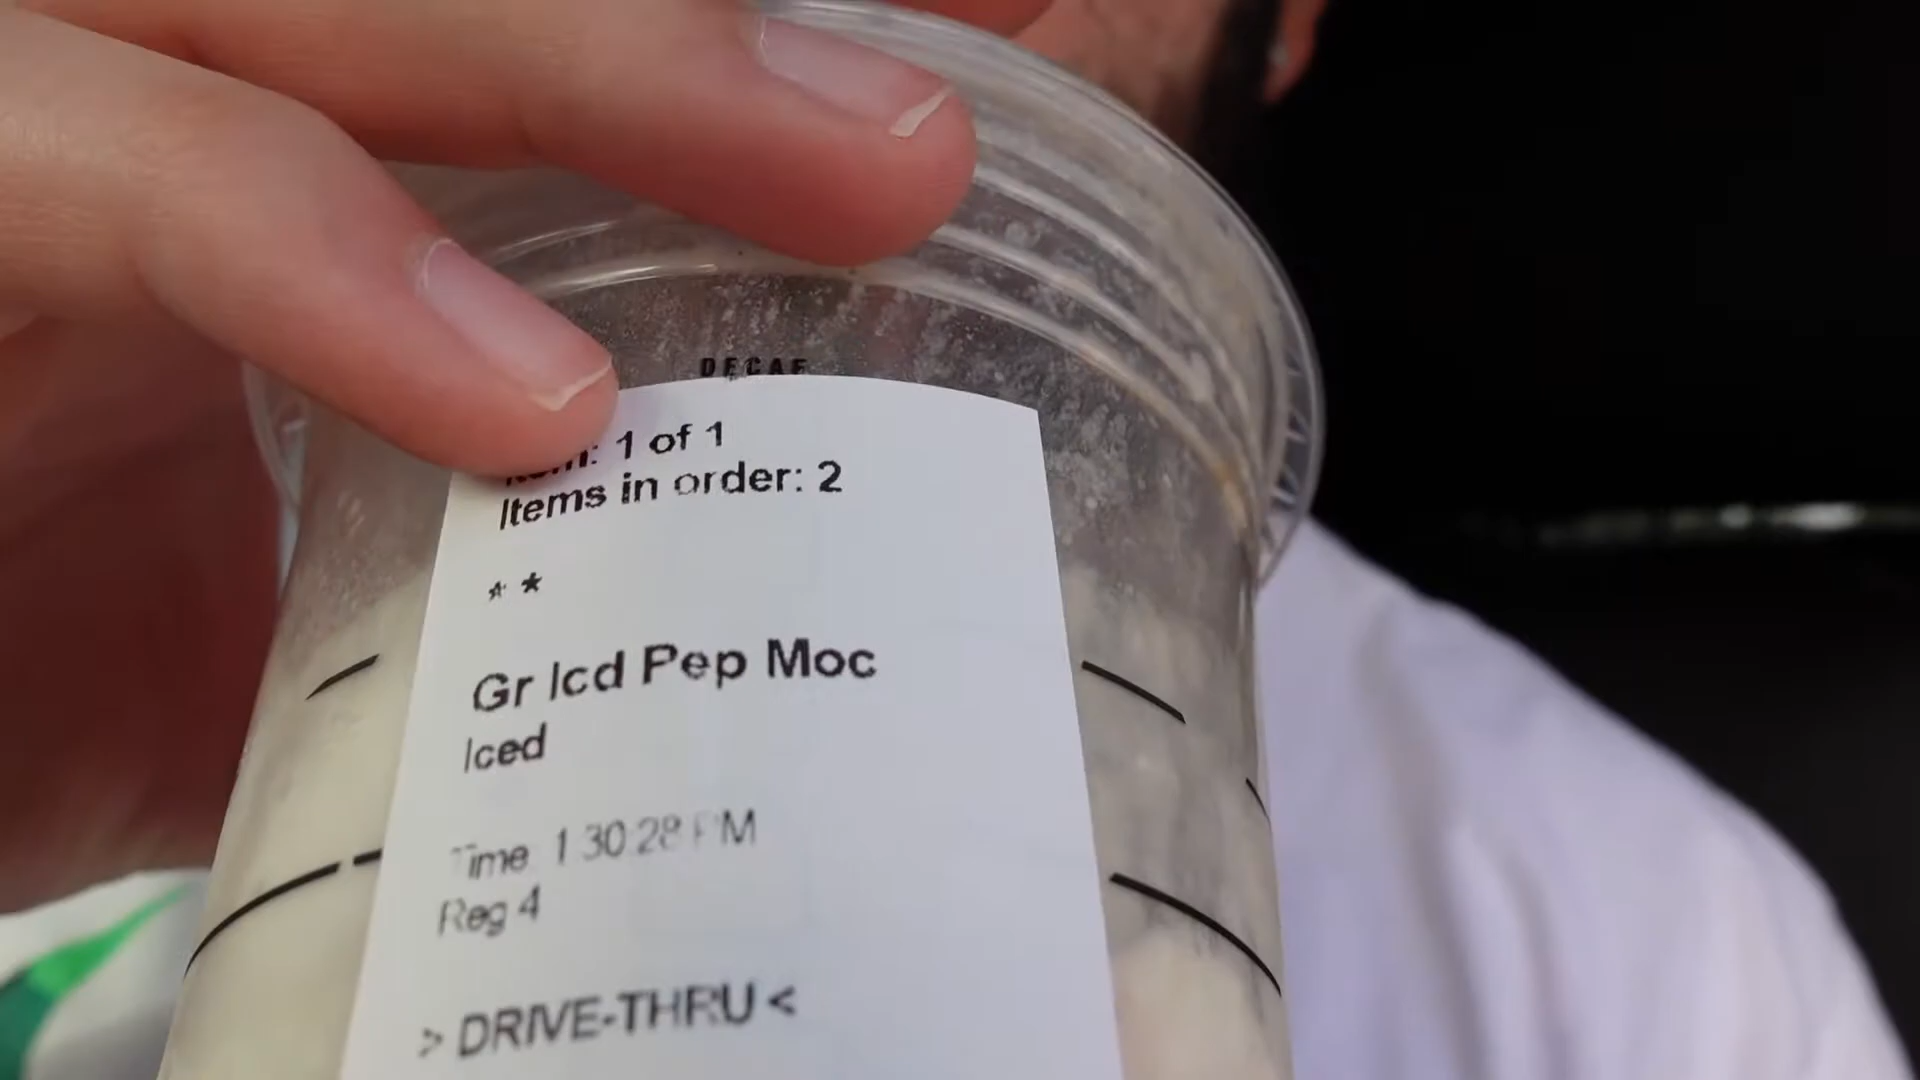 DECAF
Item: 1 of 1
Items in order: 2
* *
Gr Icd Pep Moc
Iced
Time: 1:30:28 PM
Reg 4
> DRIVE-THRU <